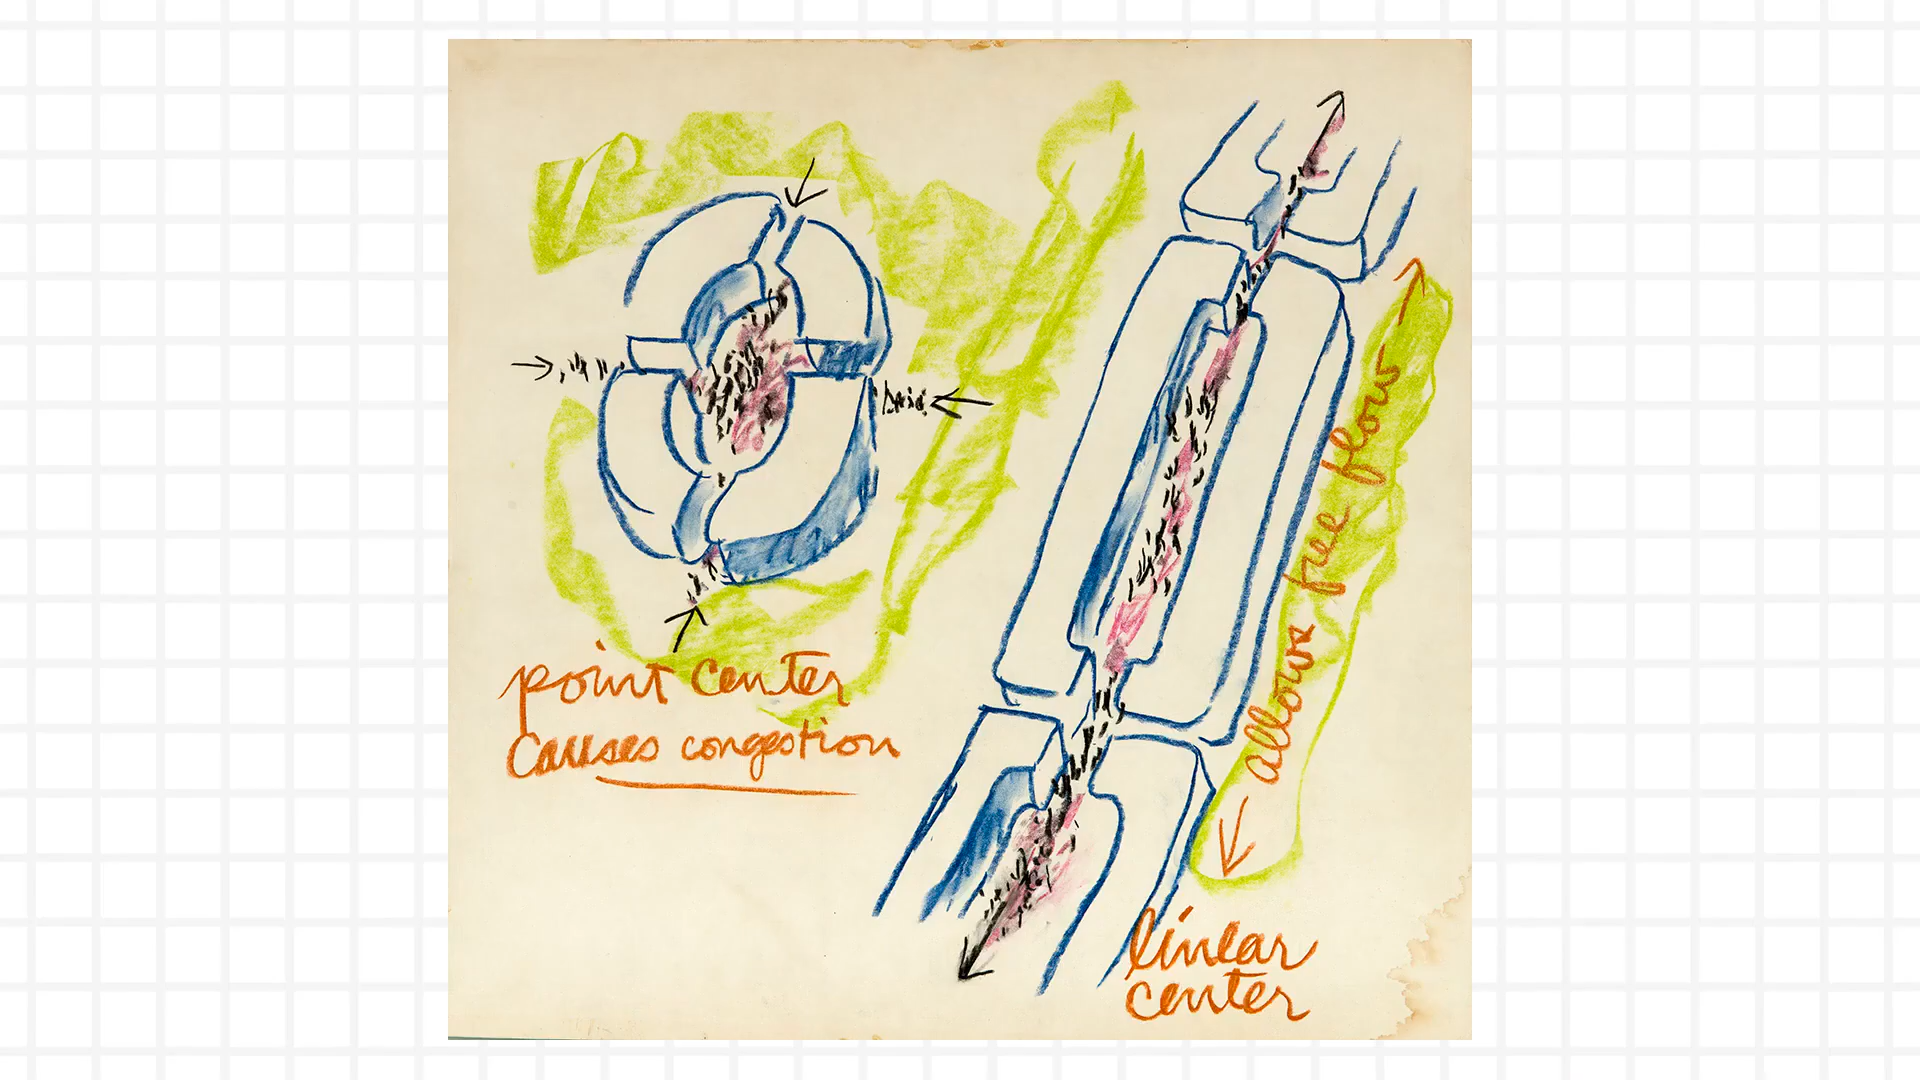 point center
causes congestion
allows free flow
linear
center